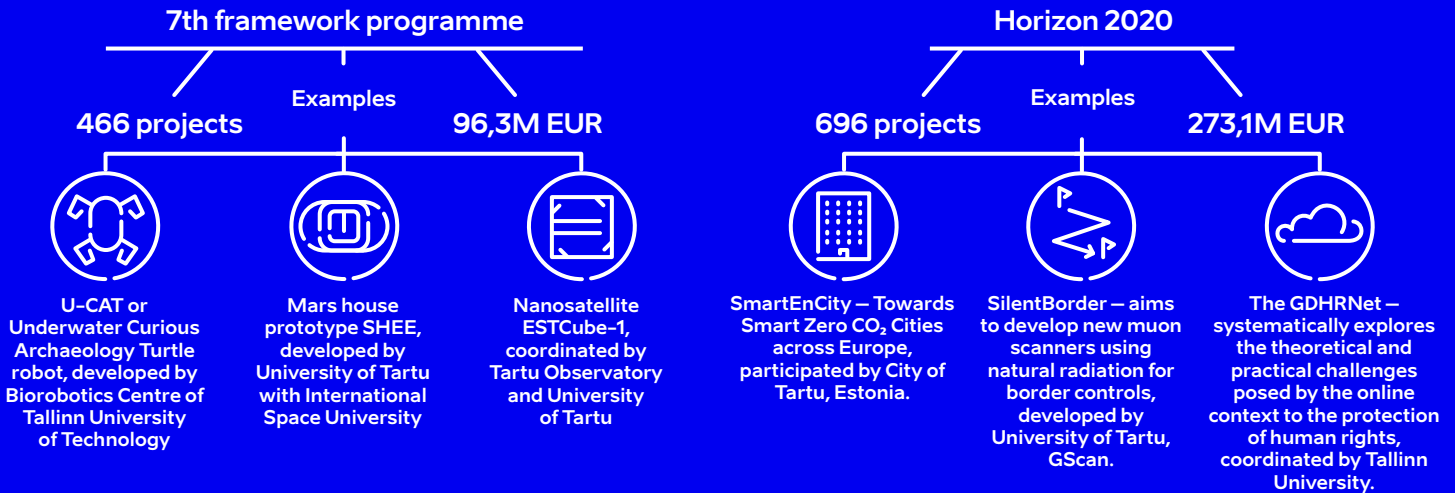 7th framework programme
466 projects
Examples
96,3M EUR
U-CAT or
Underwater Curious
Archaeology Turtle
robot, developed by
Biorobotics Centre of
Tallinn University
of Technology
Mars house
prototype SHEE,
developed by
University of Tartu
with International
Space University
Nanosatellite
ESTCube-1,
coordinated by
Tartu Observatory
and University
of Tartu
Horizon 2020
696 projects
Examples
273,1M EUR
SmartEnCity – Towards
Smart Zero CO₂ Cities
across Europe,
participated by City of
Tartu, Estonia.
SilentBorder – aims
to develop new muon
scanners using
natural radiation for
border controls,
developed by
University of Tartu,
GScan.
The GDHRNet –
systematically explores
the theoretical and
practical challenges
posed by the online
context to the protection
of human rights,
coordinated by Tallinn
University.